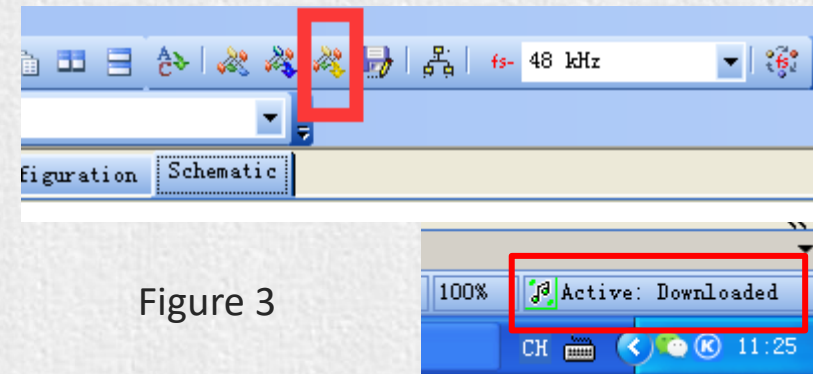 fs- 48 kHz
figuration Schematic
Figure 3
100% Active: Downloaded
CH 11:25